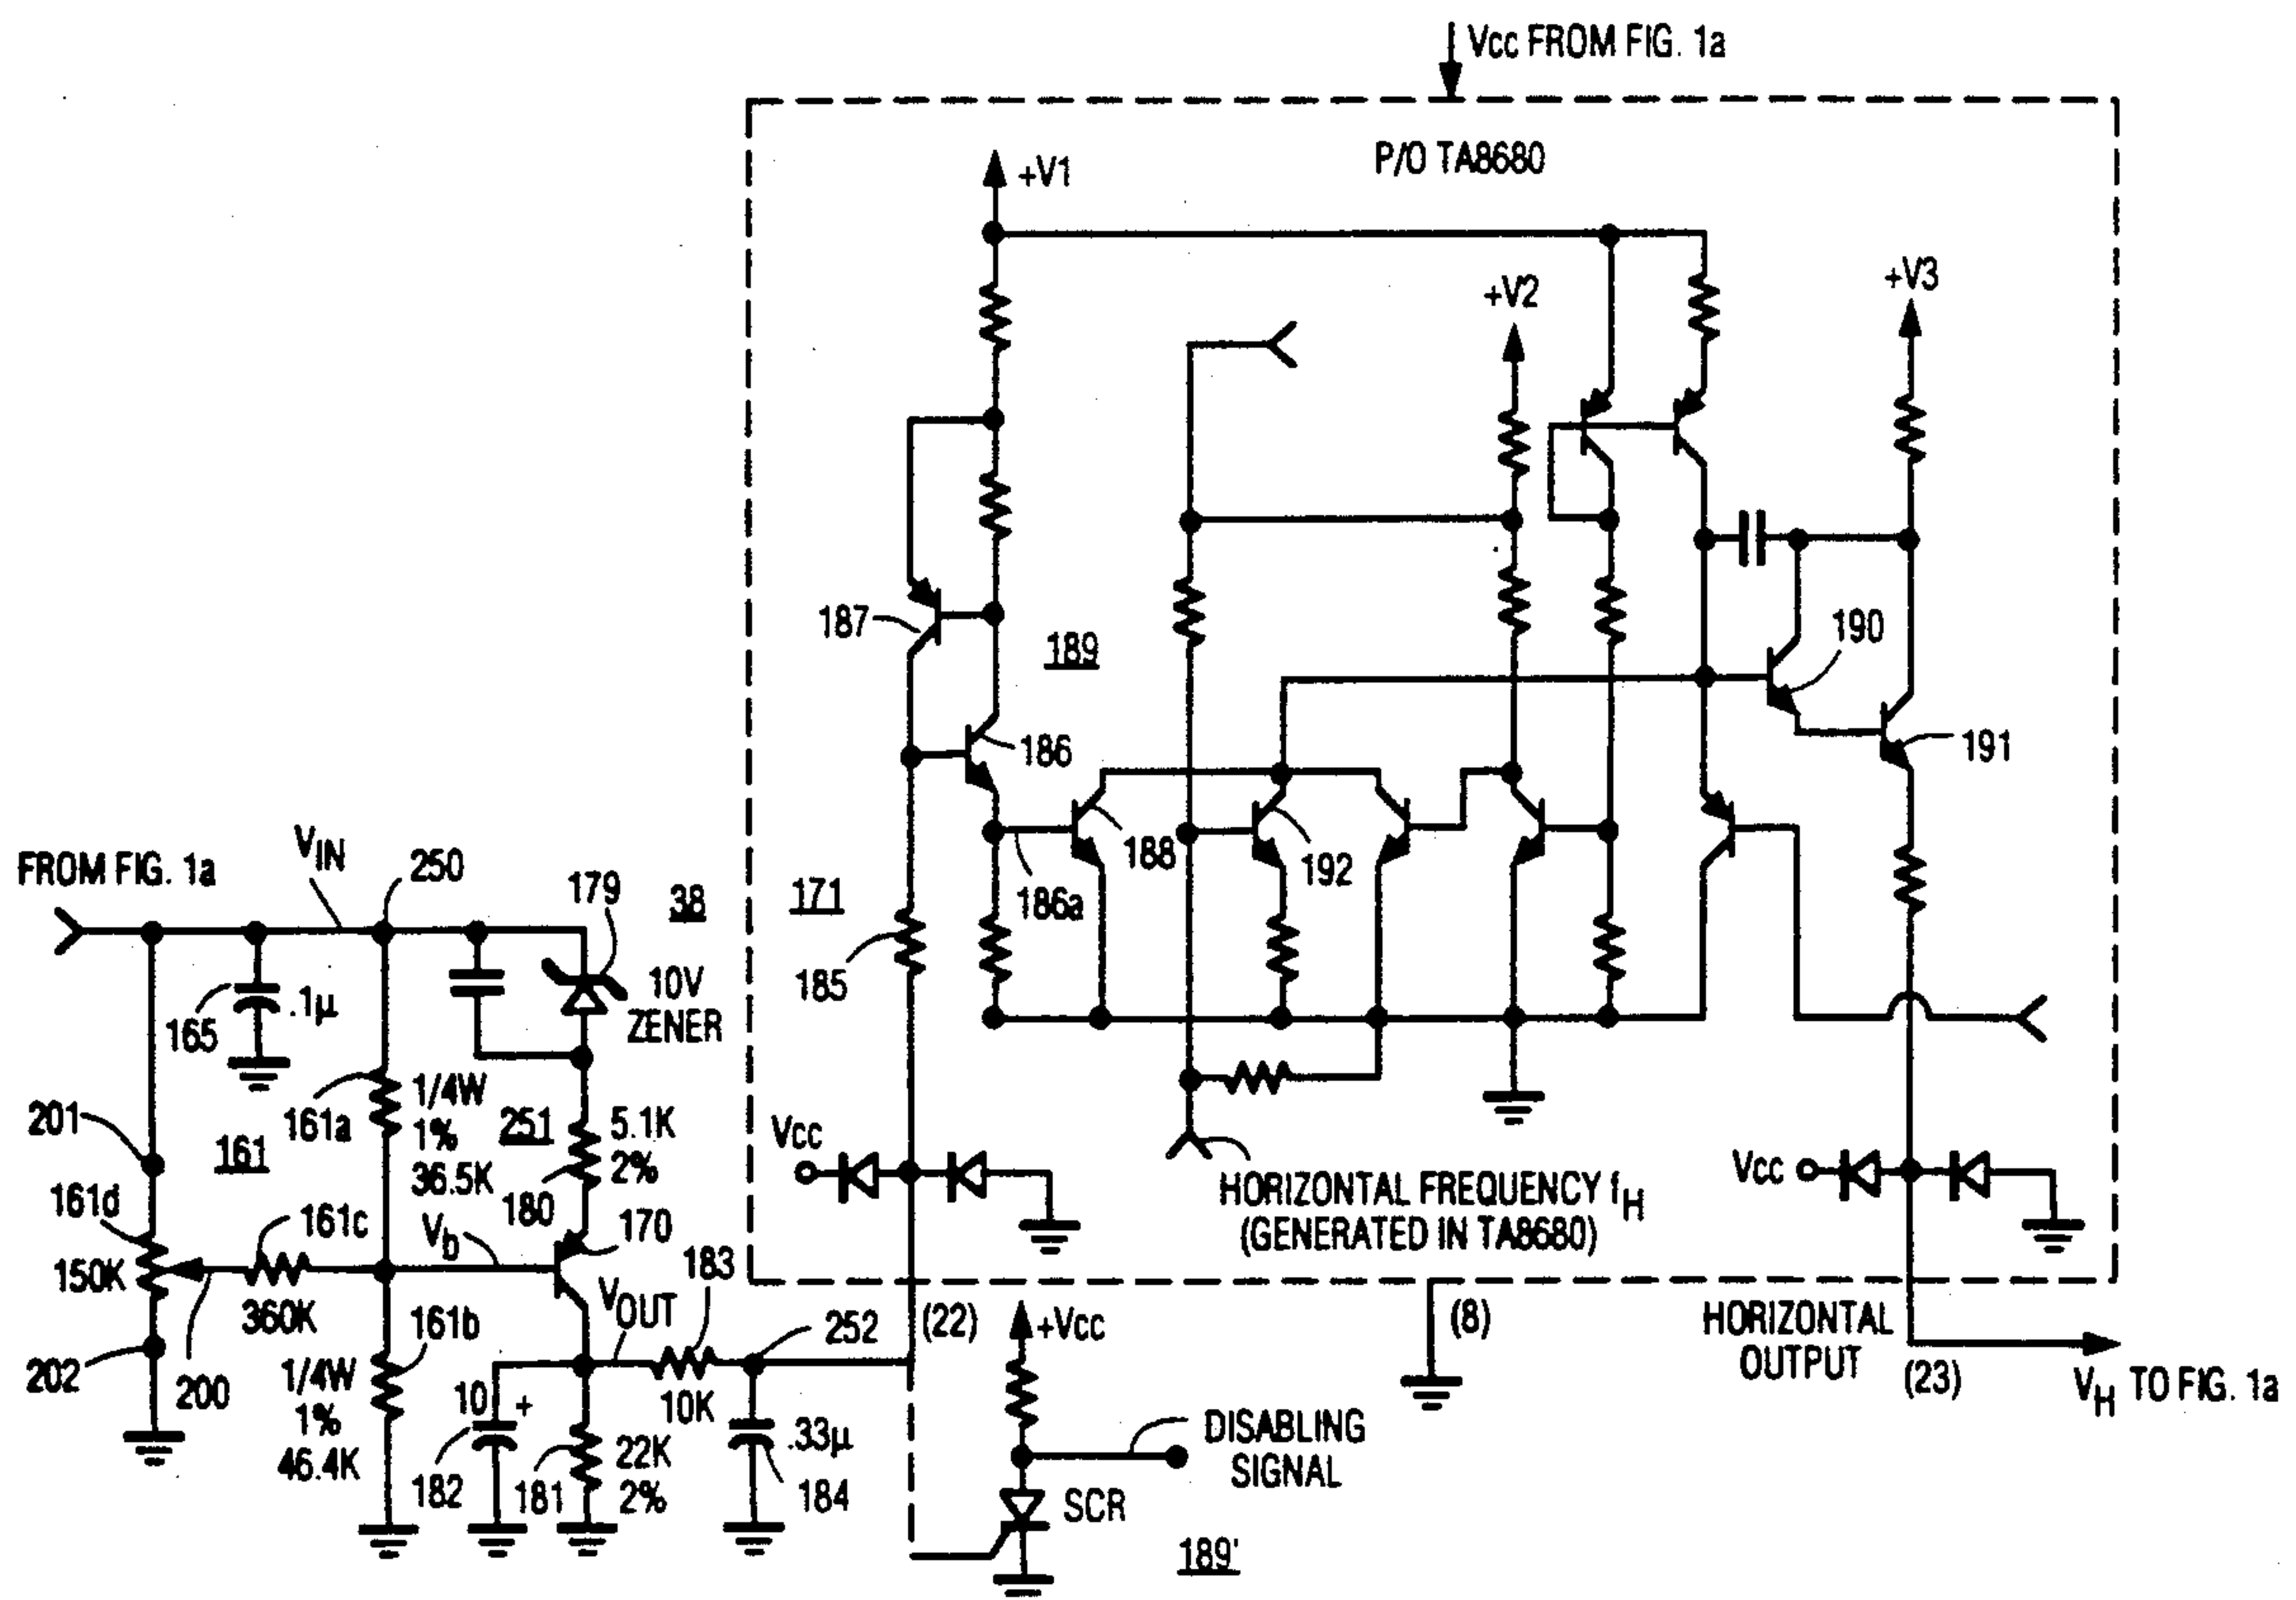 Vcc FROM FIG. 1a
P/O TA8680
+V1
+V2
+V3
187
189
190
186
191
188
192
186a
171
185
38
FROM FIG. 1a
VIN
250
179
10V
ZENER
165
.1µ
201
161
161a
1/4W
1%
36.5K
251
5.1K
2%
180
170
161d
150K
161c
360K
Vb
VOUT
183
10K
252
(22)
202
200
161b
1/4W
1%
46.4K
10
+
182
181
22K
2%
.33µ
184
Vcc
HORIZONTAL FREQUENCY fH
(GENERATED IN TA8680)
Vcc
+Vcc
(8)
HORIZONTAL
OUTPUT
(23)
VH TO FIG. 1a
DISABLING
SIGNAL
SCR
189'